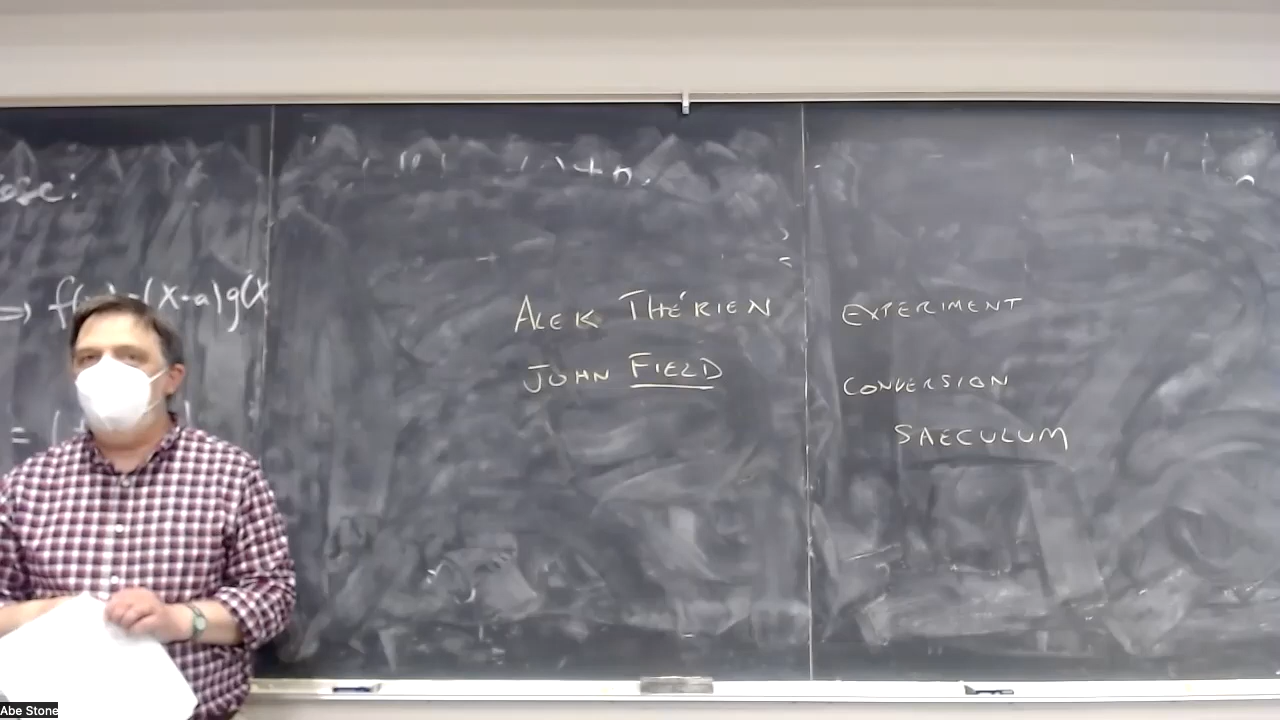 f(x)=(x-a)g(x
ALEK THÉRIEN
JOHN FIELD
EXPERIMENT
CONVERSION
SAECULUM
Abe Stone